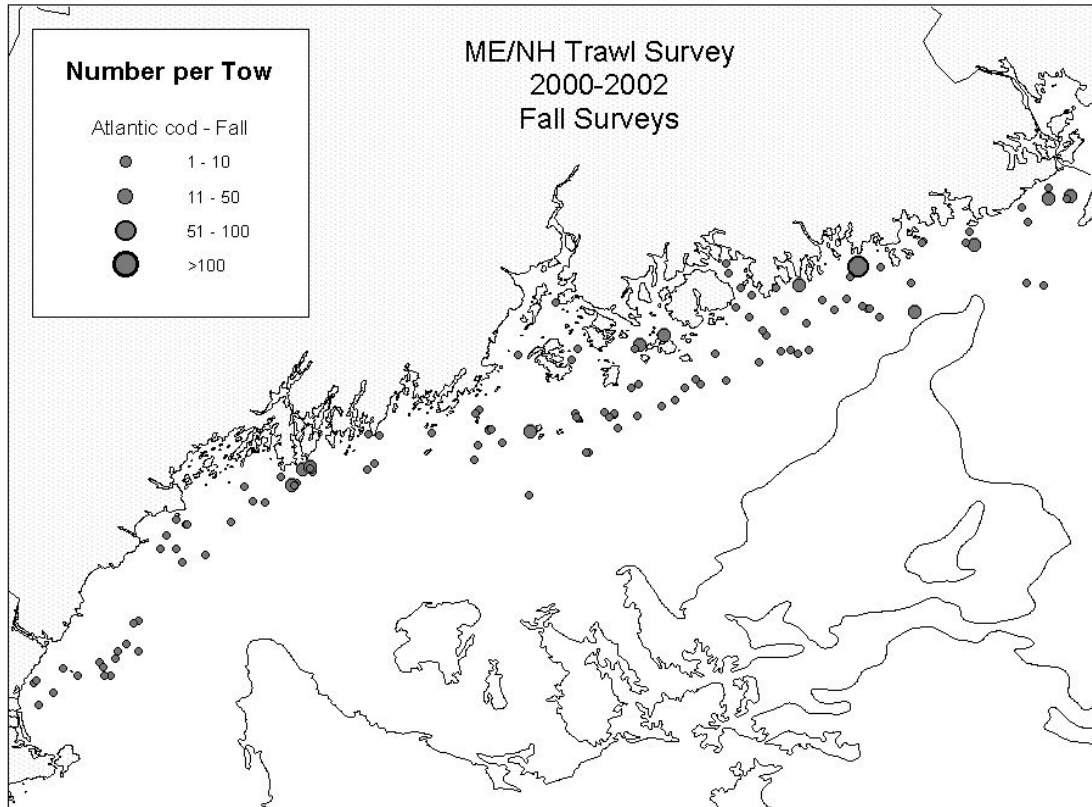 Number per Tow
Atlantic cod - Fall
1 - 10
11 - 50
51 - 100
>100
ME/NH Trawl Survey
2000-2002
Fall Surveys